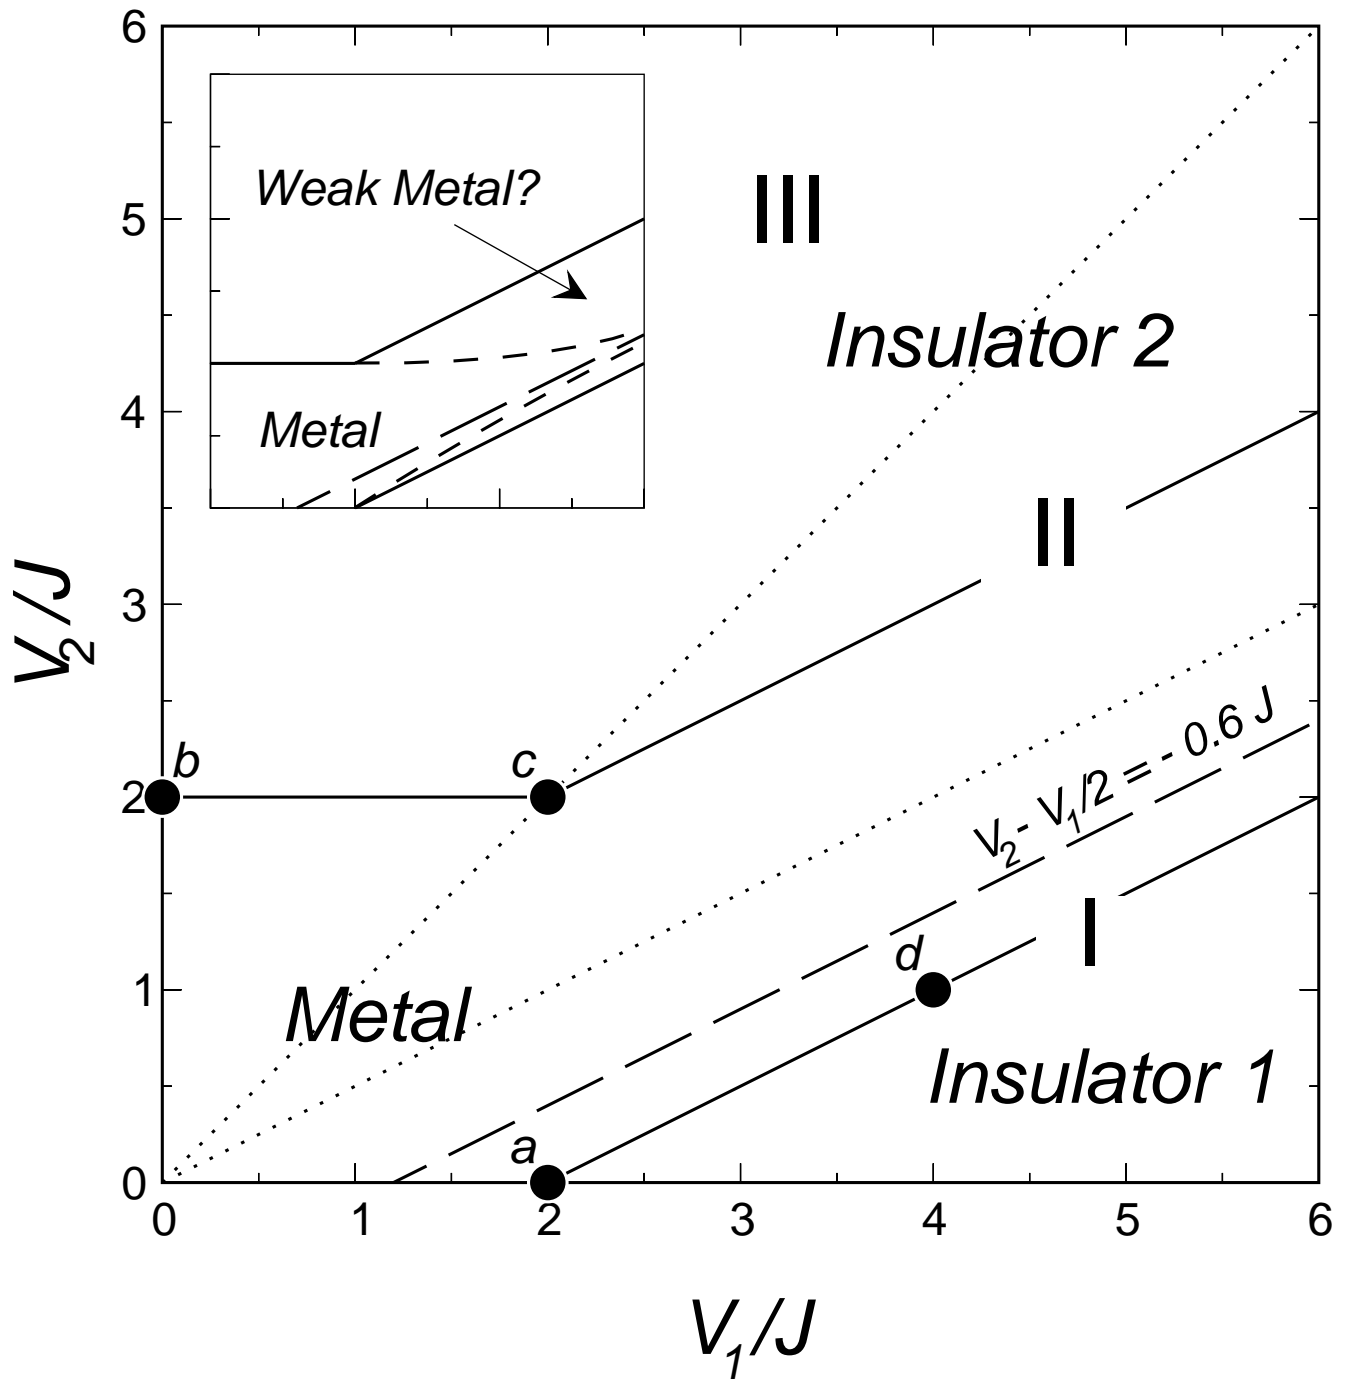 6
5
4
3
2
1
0
V2/J
Weak Metal?
Metal
III
Insulator 2
II
b
c
V2 - V1/2 = - 0.6 J
d
I
Metal
Insulator 1
a
0 1 2 3 4 5 6
V1/J